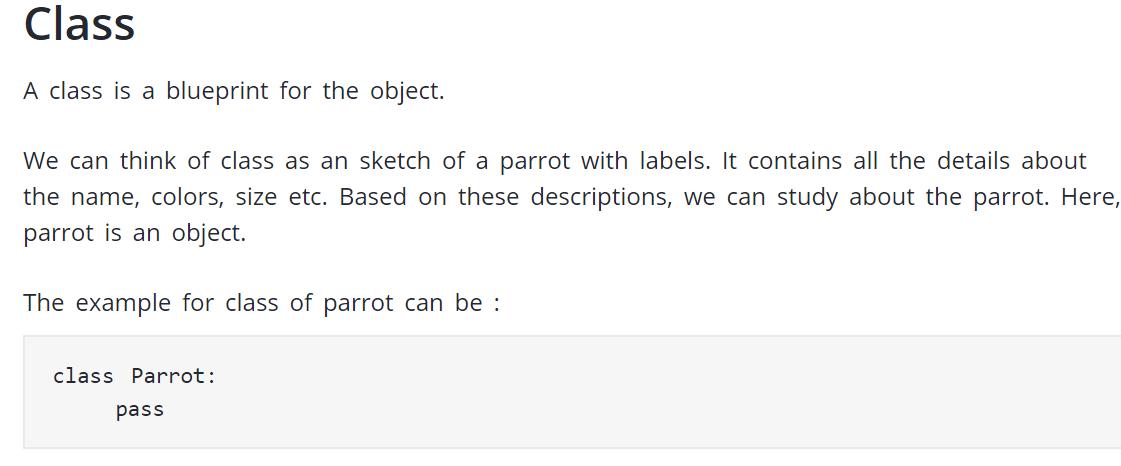 Class
A class is a blueprint for the object.
We can think of class as an sketch of a parrot with labels. It contains all the details about
the name, colors, size etc. Based on these descriptions, we can study about the parrot. Here,
parrot is an object.
The example for class of parrot can be :
class Parrot:
    pass